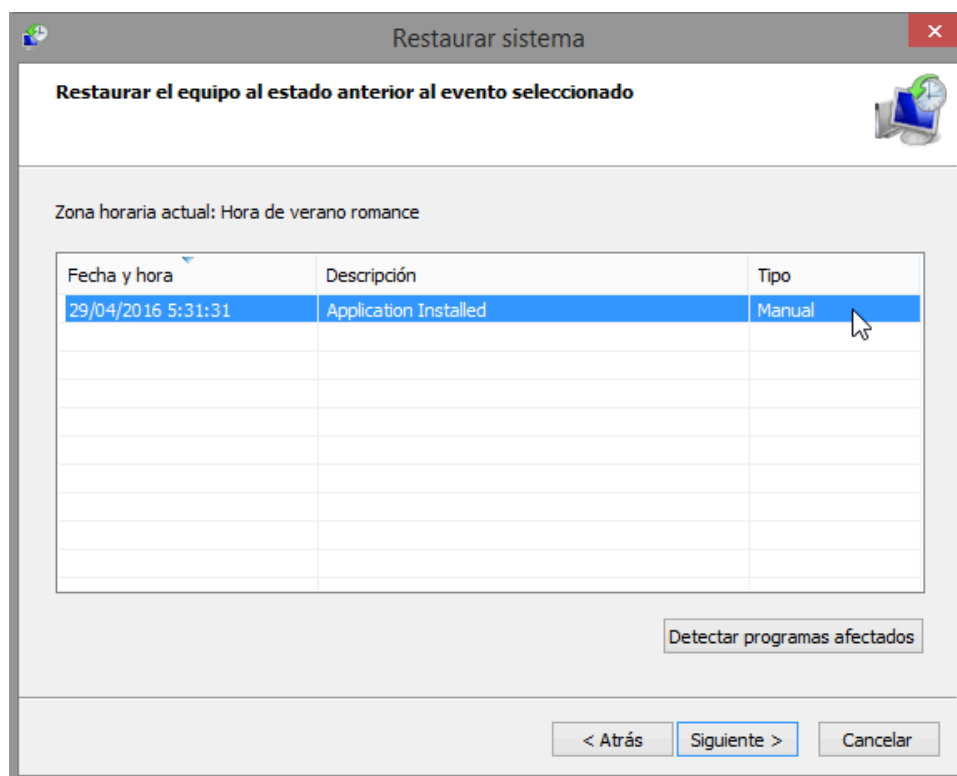 Restaurar sistema
Restaurar el equipo al estado anterior al evento seleccionado
Zona horaria actual: Hora de verano romance
Fecha y hora Descripción Tipo
29/04/2016 5:31:31 Application Installed Manual
Detectar programas afectados
< Atrás Siguiente > Cancelar